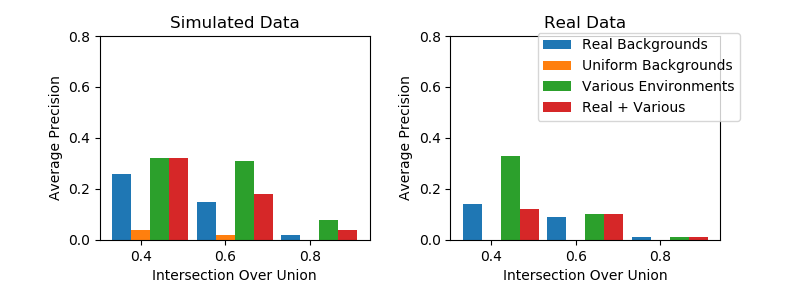 Simulated Data
0.8
0.6
0.4
0.2
0.0
Average Precision
0.4 0.6 0.8
Intersection Over Union
Real Data
Real Backgrounds
Uniform Backgrounds
Various Environments
Real + Various
0.8
0.6
0.4
0.2
0.0
Average Precision
0.4 0.6 0.8
Intersection Over Union